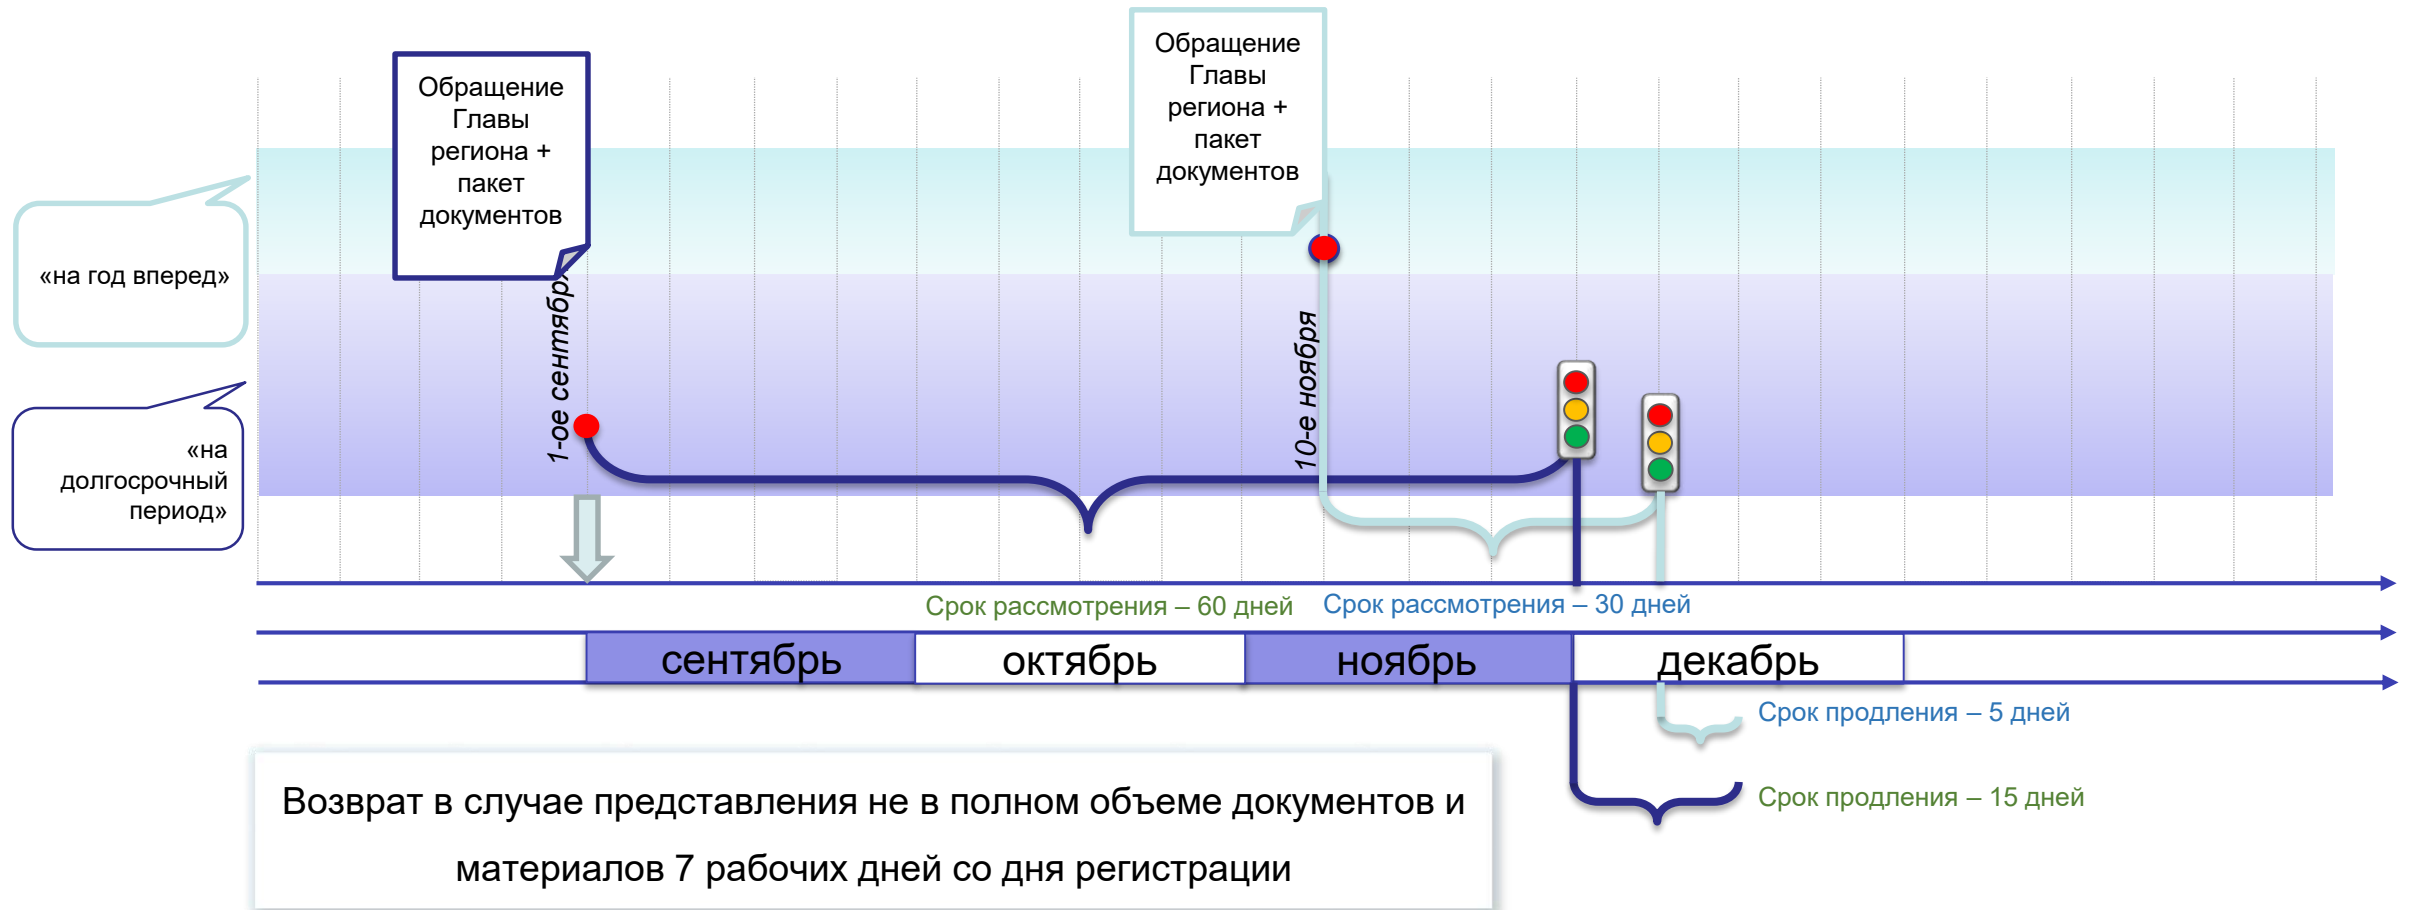 Обращение
Главы
региона +
пакет
документов
Обращение
Главы
региона +
пакет
документов
«на год вперед»
«на
долгосрочный
период»
1-ое сентября
10-е ноября
Срок рассмотрения – 60 дней
Срок рассмотрения – 30 дней
сентябрь
октябрь
ноябрь
декабрь
Срок продления – 5 дней
Срок продления – 15 дней
Возврат в случае представления не в полном объеме документов и
материалов 7 рабочих дней со дня регистрации